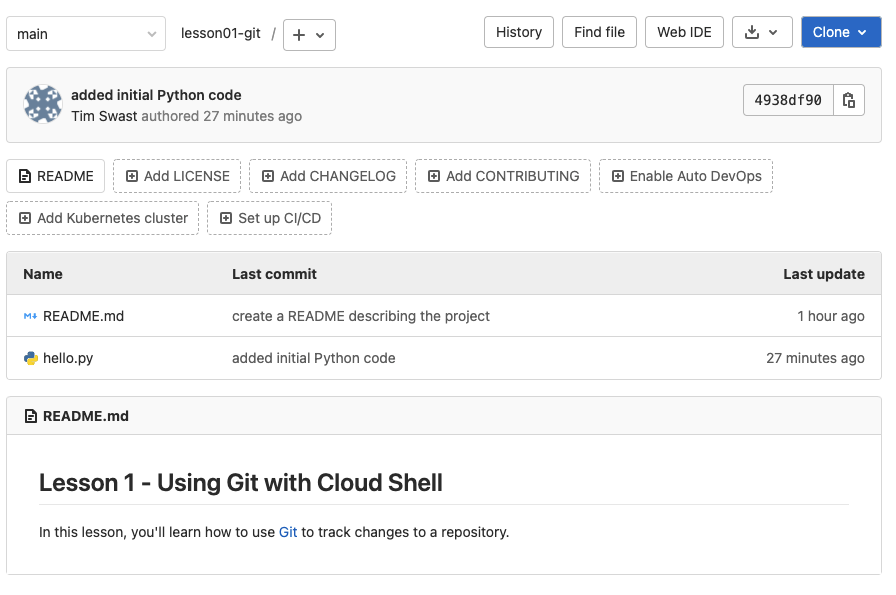 main lesson01-git / + History Find file Web IDE Clone
added initial Python code
Tim Swast authored 27 minutes ago 4938df90
README Add LICENSE Add CHANGELOG Add CONTRIBUTING Enable Auto DevOps
Add Kubernetes cluster Set up CI/CD
Name Last commit Last update
M↓ README.md create a README describing the project 1 hour ago
hello.py added initial Python code 27 minutes ago
README.md
Lesson 1 - Using Git with Cloud Shell
In this lesson, you'll learn how to use Git to track changes to a repository.